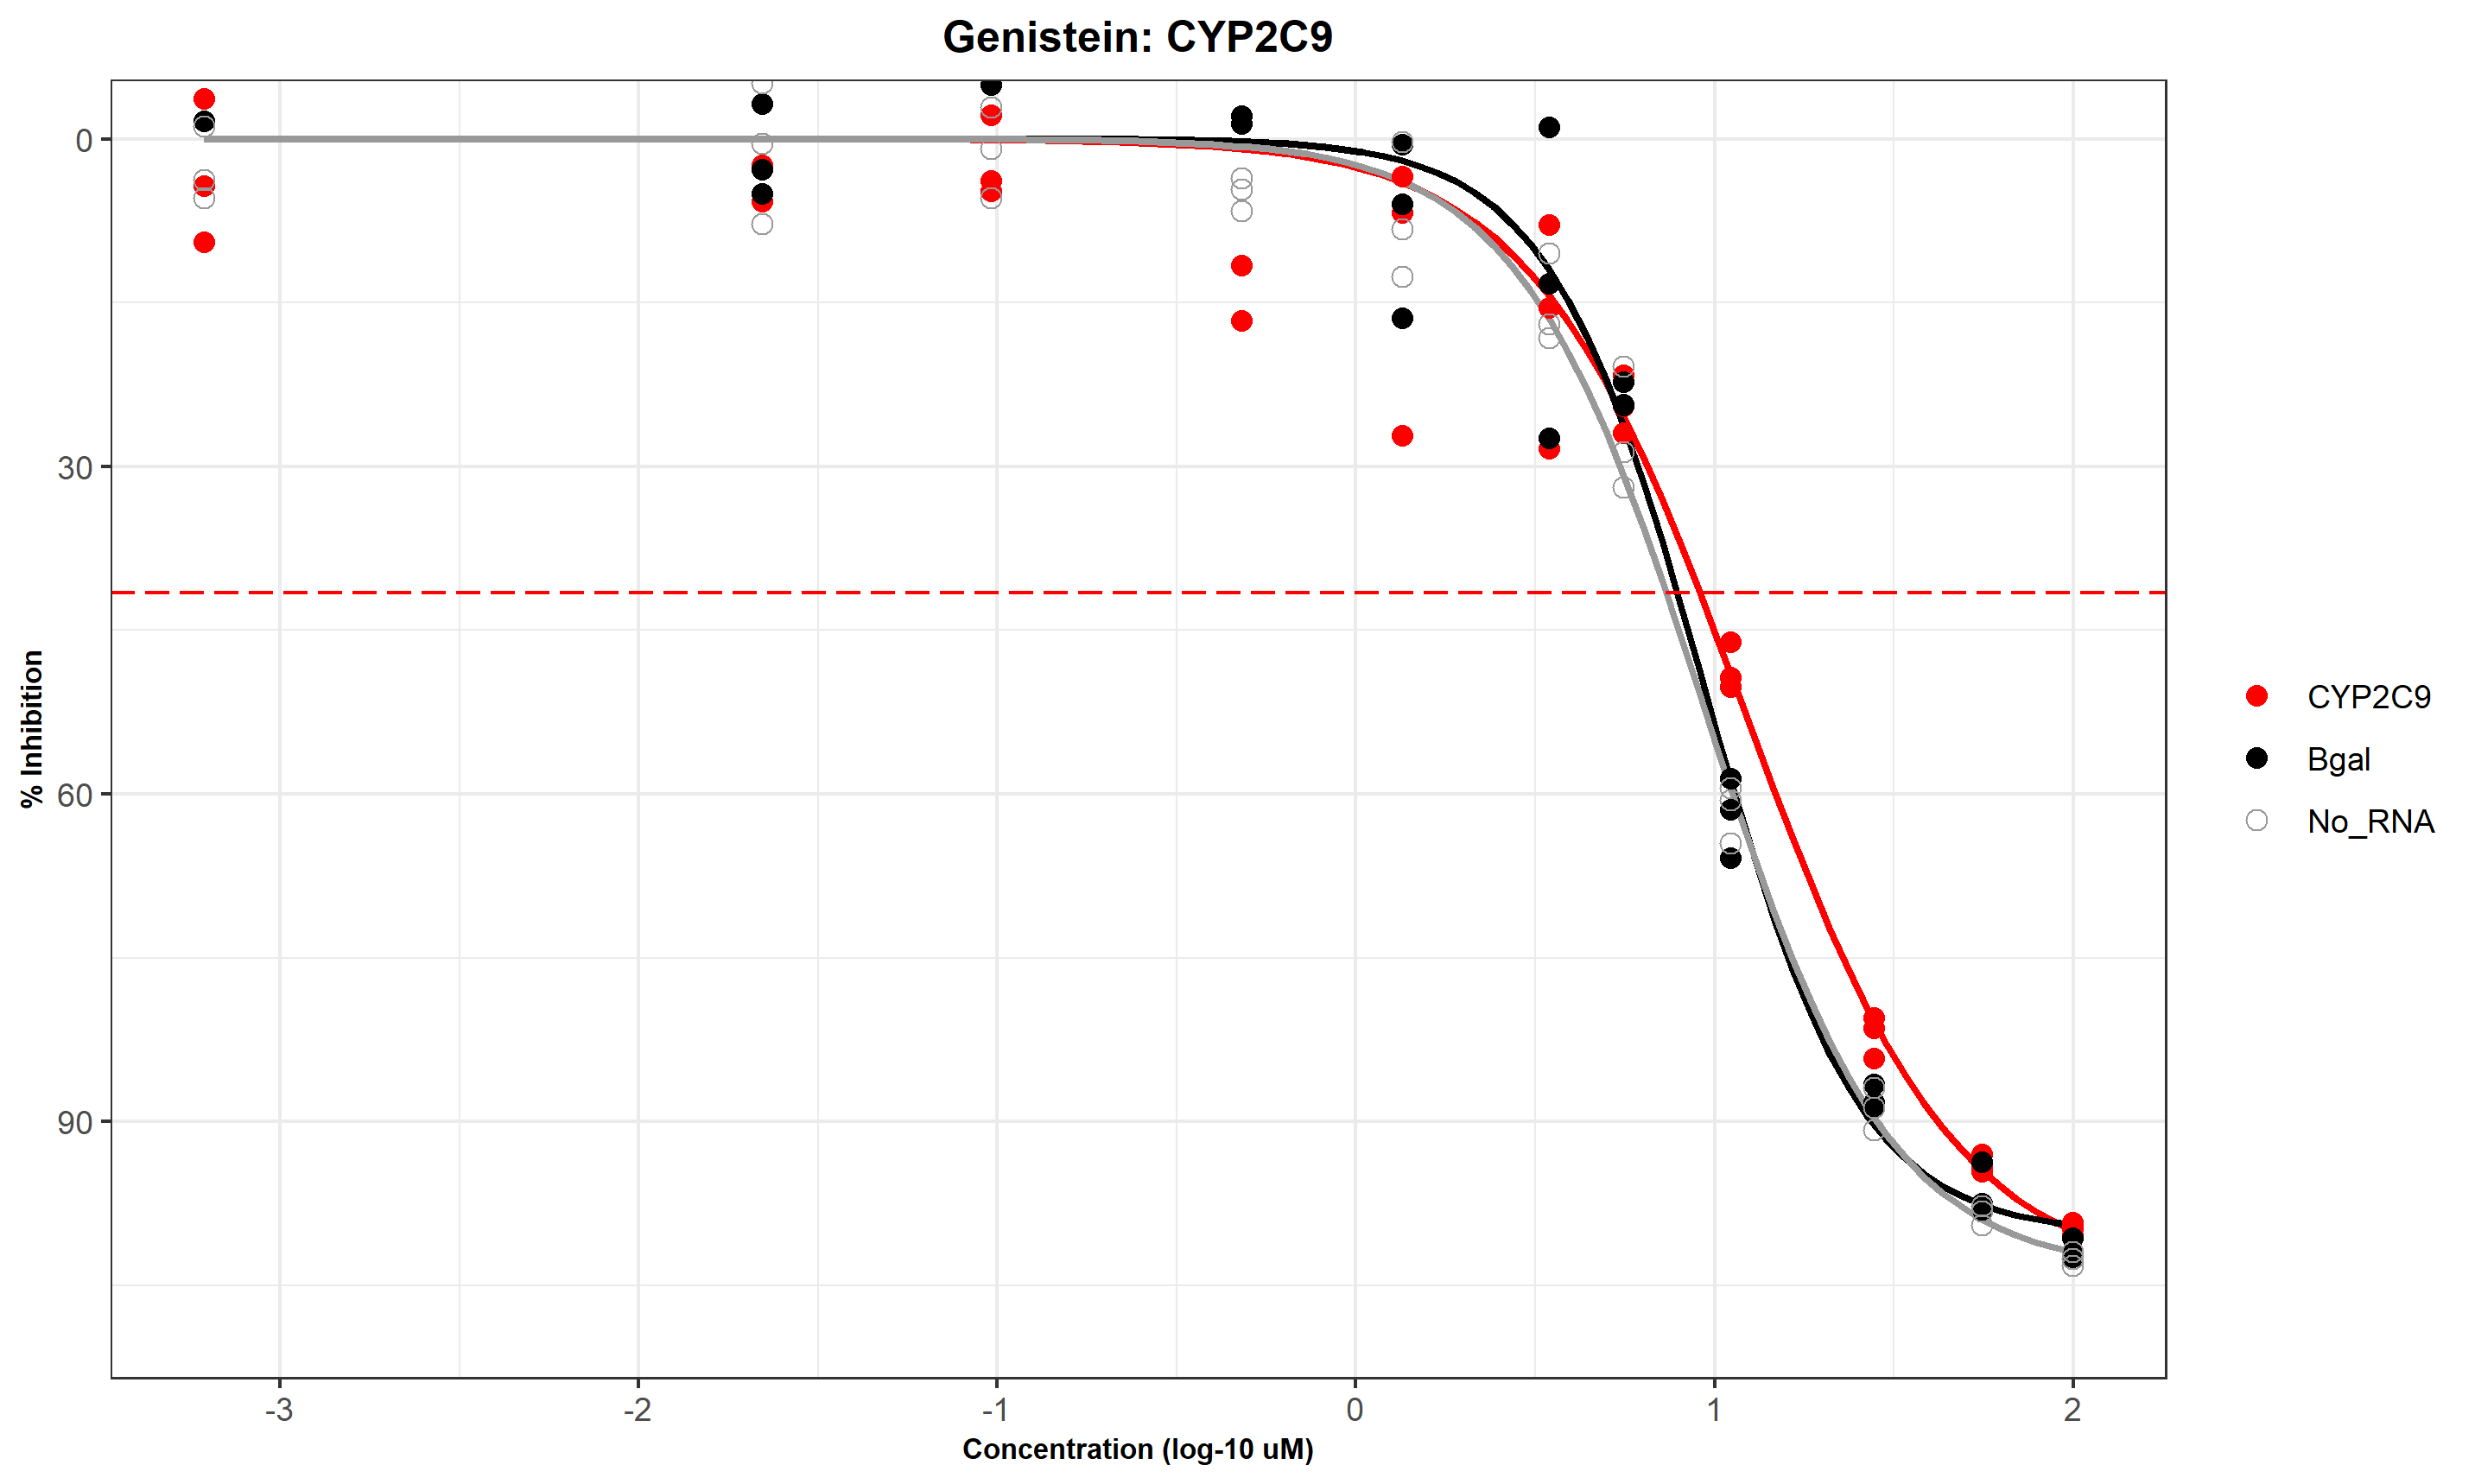 Genistein: CYP2C9
0
30
60
90
% Inhibition
-3
-2
-1
0
1
2
Concentration (log-10 uM)
CYP2C9
Bgal
No_RNA